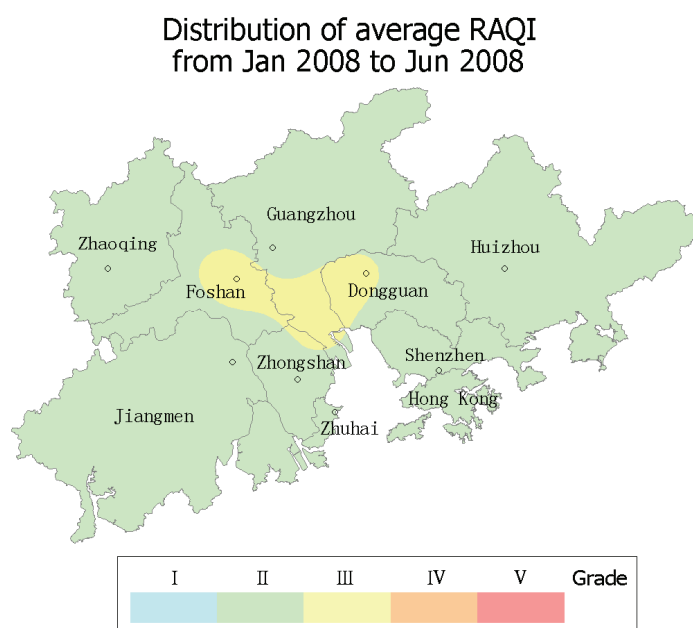 Distribution of average RAQI
from Jan 2008 to Jun 2008
Guangzhou
Zhaoqing
Huizhou
Foshan
Dongguan
Zhongshan
Shenzhen
Hong Kong
Jiangmen
Zhuhai
I II III IV V Grade